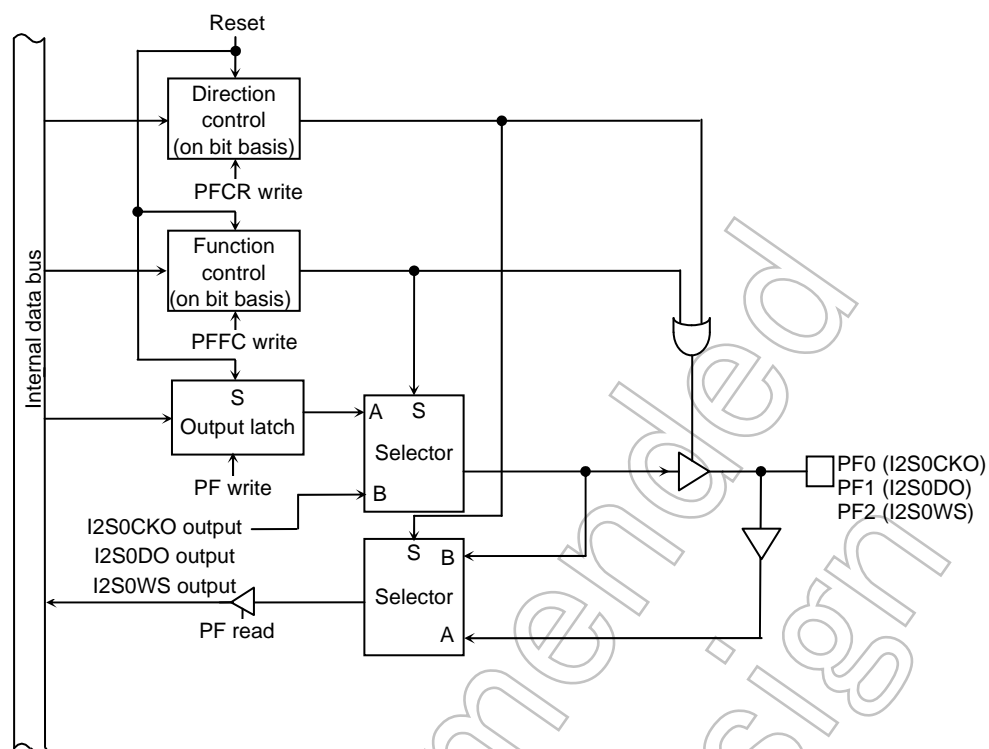 Reset
Direction
control
(on bit basis)
PFCR write
Internal data bus
Function
control
(on bit basis)
PFFC write
S
Output latch
PF write
A
S
Selector
B
I2S0CKO output
I2S0DO output
I2S0WS output
S
B
Selector
A
PF read
PF0 (I2S0CKO)
PF1 (I2S0DO)
PF2 (I2S0WS)
mended
sign